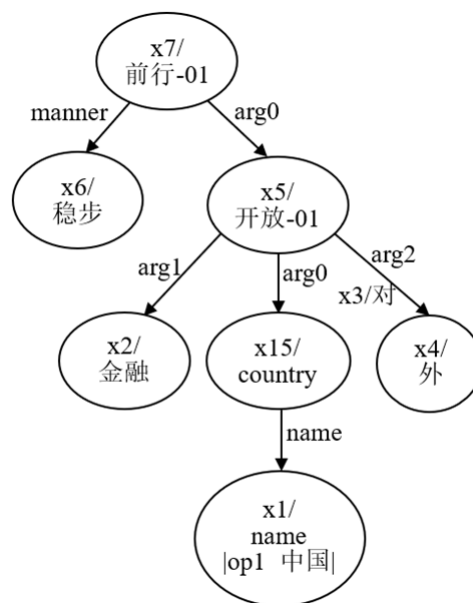 x7/
前行-01
manner
arg0
x6/
稳步
x5/
开放-01
arg1
arg0
arg2
x3/对
x2/
金融
x15/
country
x4/
外
name
x1/
name
|op1 中国|